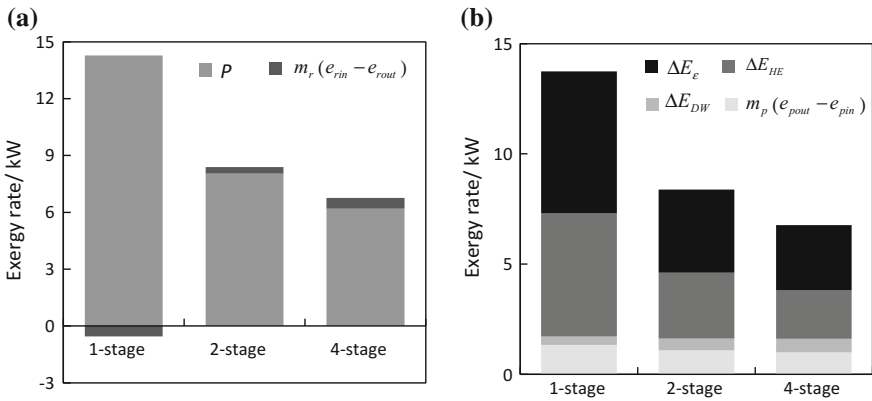 (a)
15
12
9
6
3
0
-3
Exergy rate/ kW
P
m_r (e_rin − e_rout)
1-stage
2-stage
4-stage
(b)
15
10
5
0
Exergy rate/ kW
ΔE_ε
ΔE_HE
ΔE_DW
m_p (e_pout − e_pin)
1-stage
2-stage
4-stage